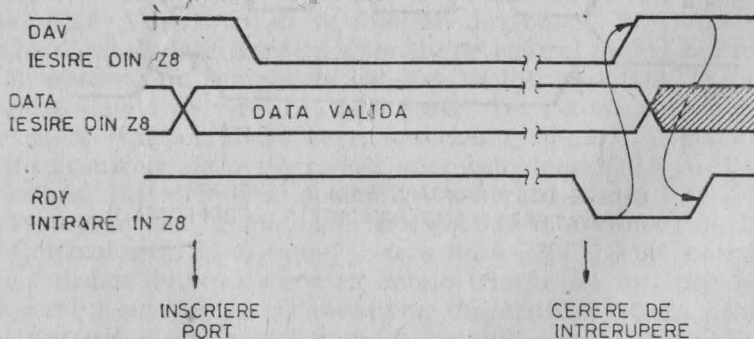 DAV
IESIRE DIN Z8
DATA
IESIRE DIN Z8
DATA VALIDA
RDY
INTRARE IN Z8
INSCRIERE
PORT
CERERE DE
INTRERUPERE